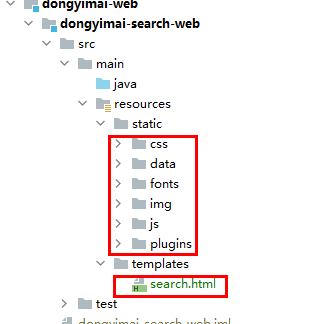 dongyimai-web
dongyimai-search-web
src
main
java
resources
static
css
data
fonts
img
js
plugins
templates
search.html
test
dongyimai-search-web.iml